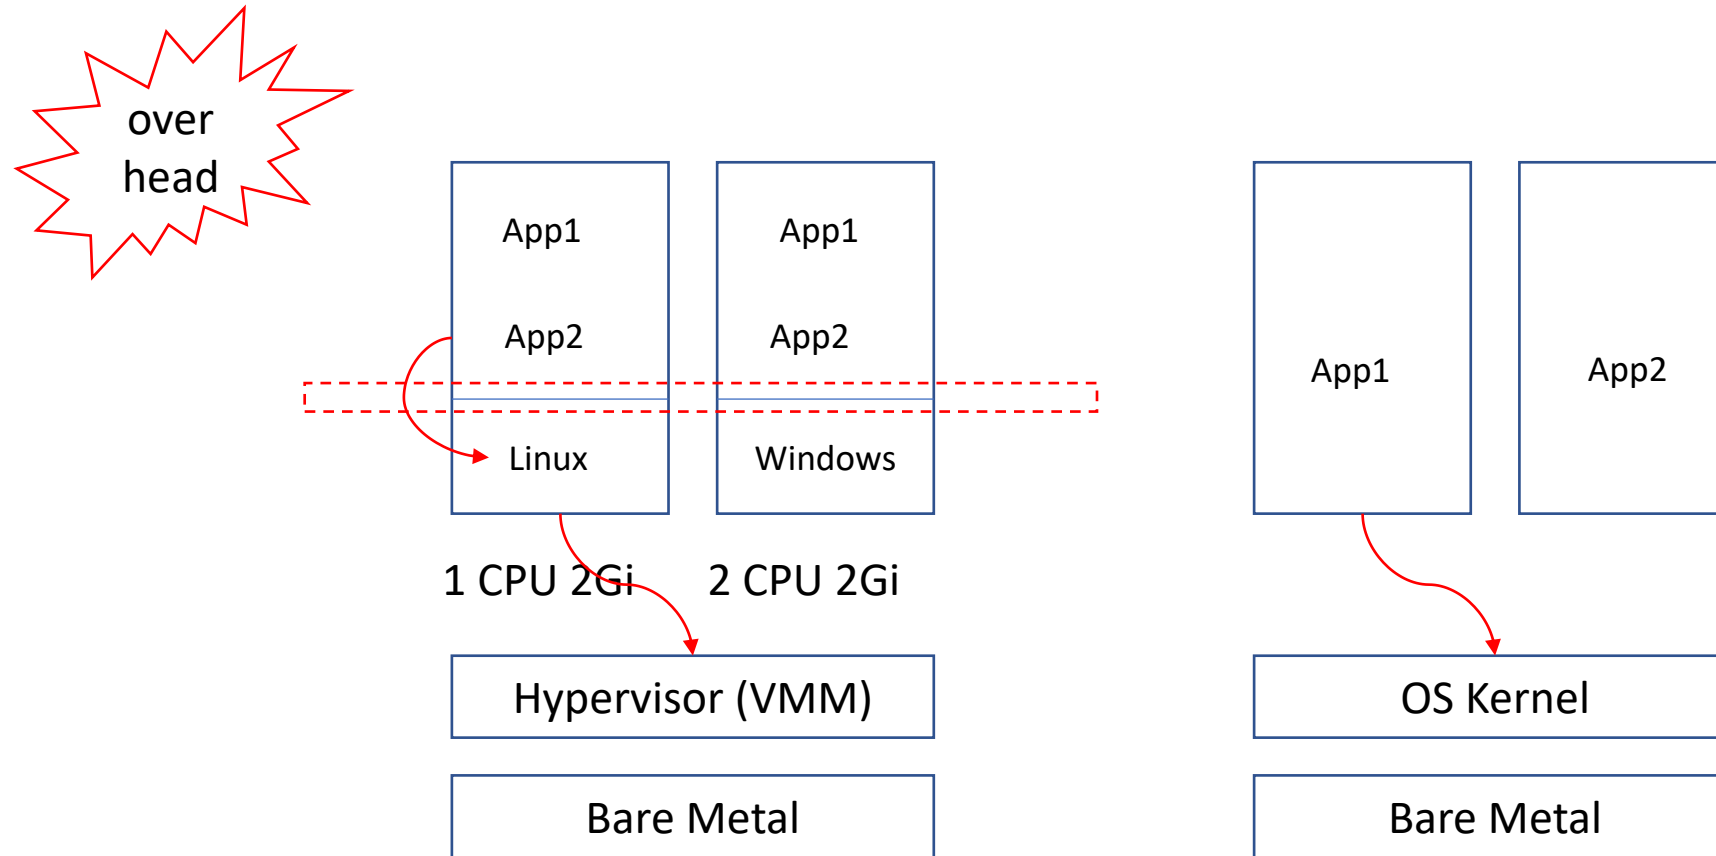 over
head
App1
App2
Linux
App1
App2
Windows
1 CPU 2Gi
2 CPU 2Gi
Hypervisor (VMM)
Bare Metal
App1
App2
OS Kernel
Bare Metal